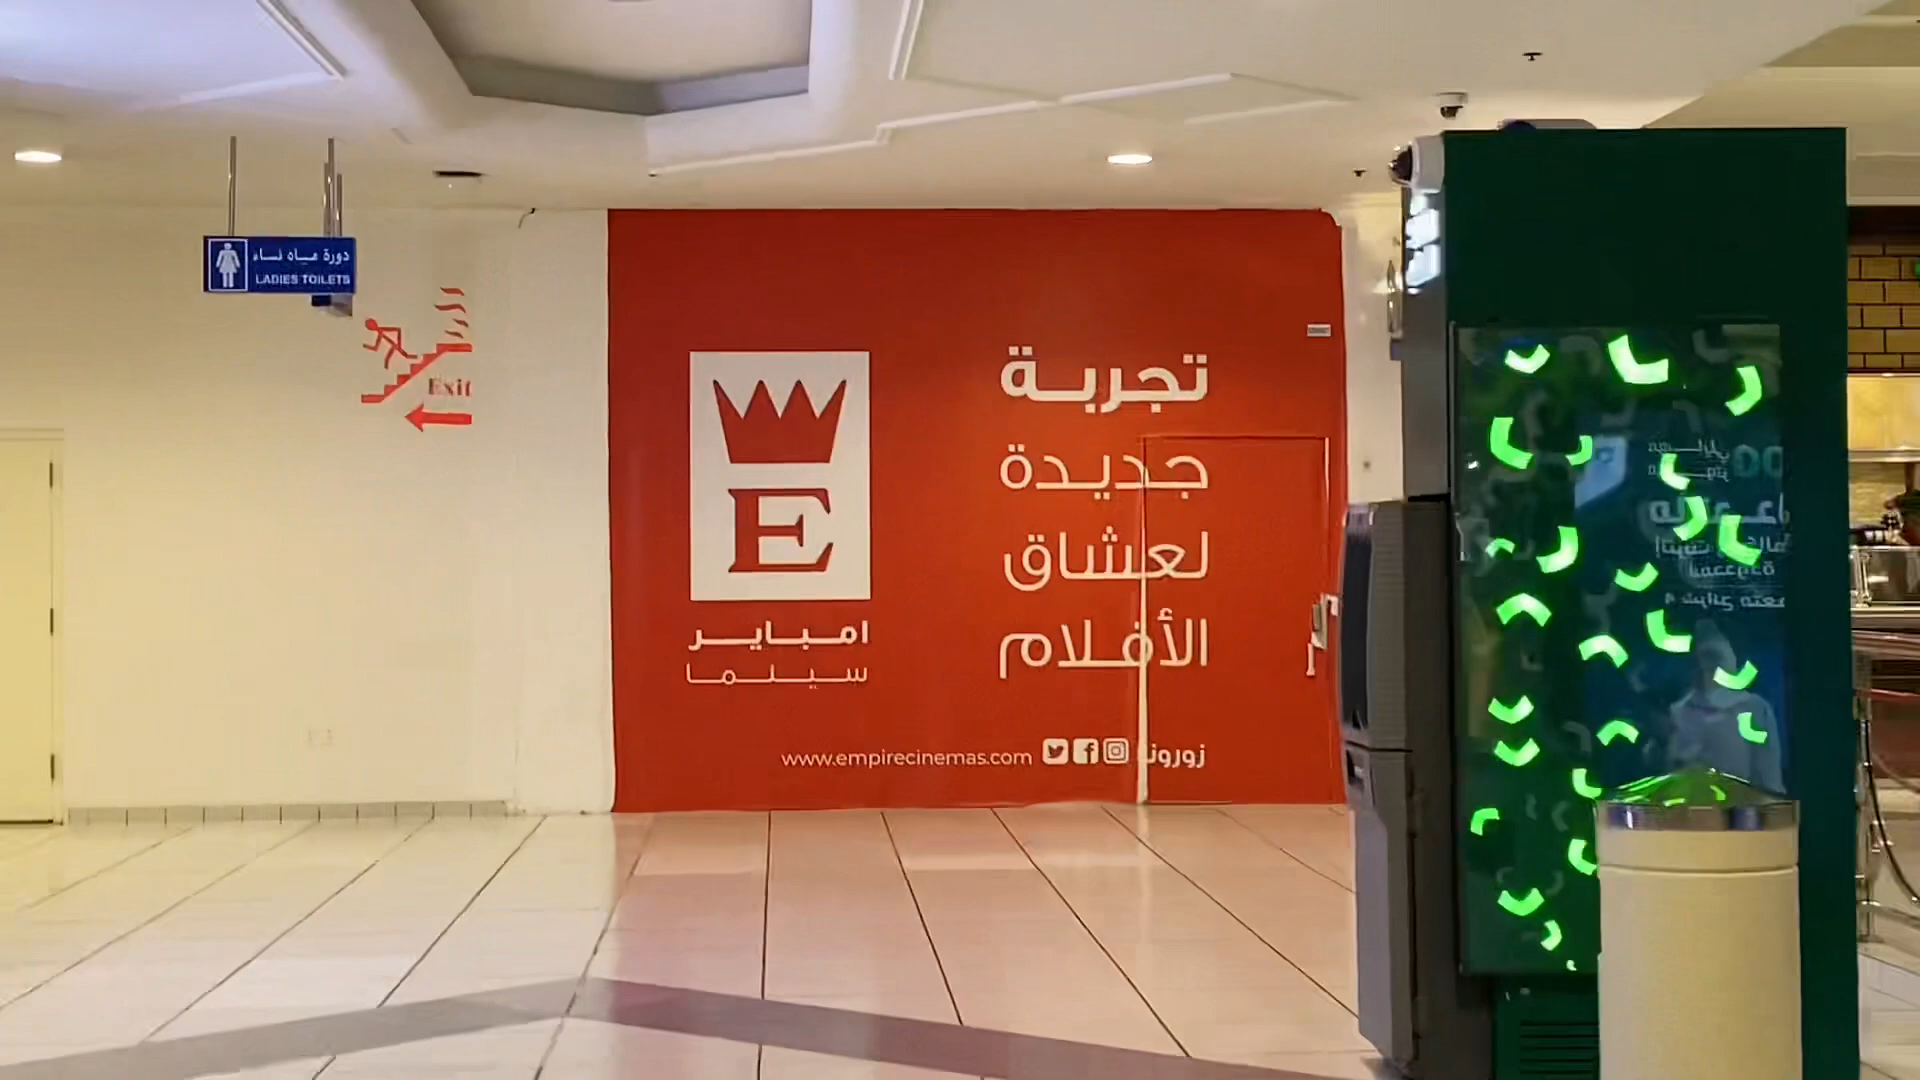 دورة مياه نساء
LADIES TOILETS
Exit
E
امباير
سينما
تجربة
جديدة
لعشاق
الأفلام
زورونا
www.empirecinemas.com